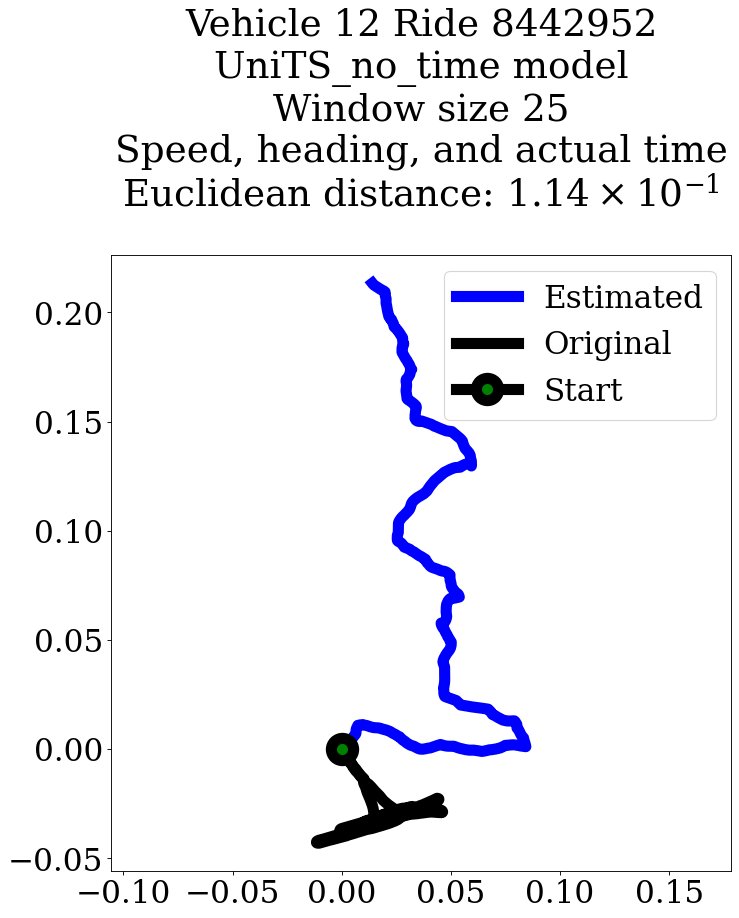 Vehicle 12 Ride 8442952
UniTS_no_time model
Window size 25
Speed, heading, and actual time
Euclidean distance: 1.14 × 10⁻¹
Estimated
Original
Start
0.20
0.15
0.10
0.05
0.00
−0.05
−0.10 −0.05 0.00 0.05 0.10 0.15